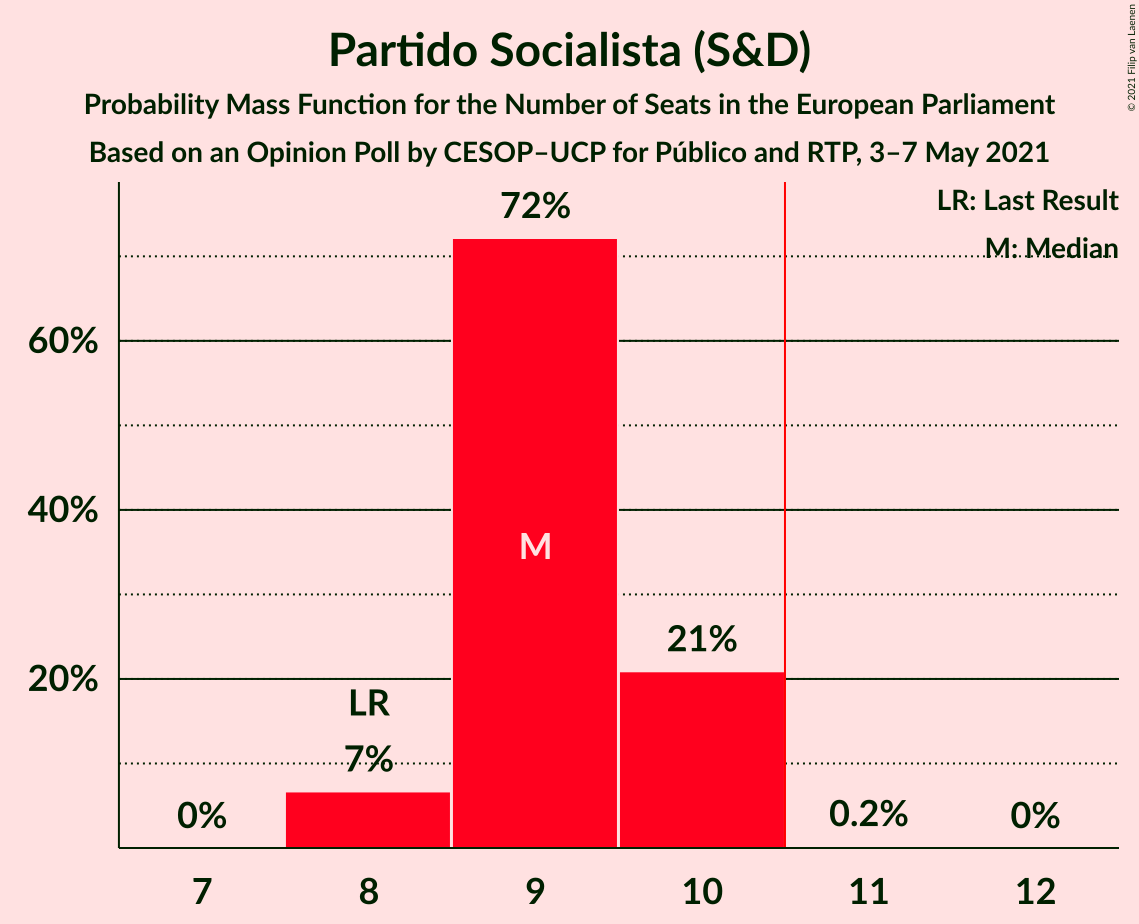 Partido Socialista (S&D)
Probability Mass Function for the Number of Seats in the European Parliament
Based on an Opinion Poll by CESOP–UCP for Público and RTP, 3–7 May 2021
© 2021 Filip van Laenen
LR: Last Result
M: Median
72%
60%
40%
M
21%
20%
LR
7%
0%
0.2%
0%
7 8 9 10 11 12